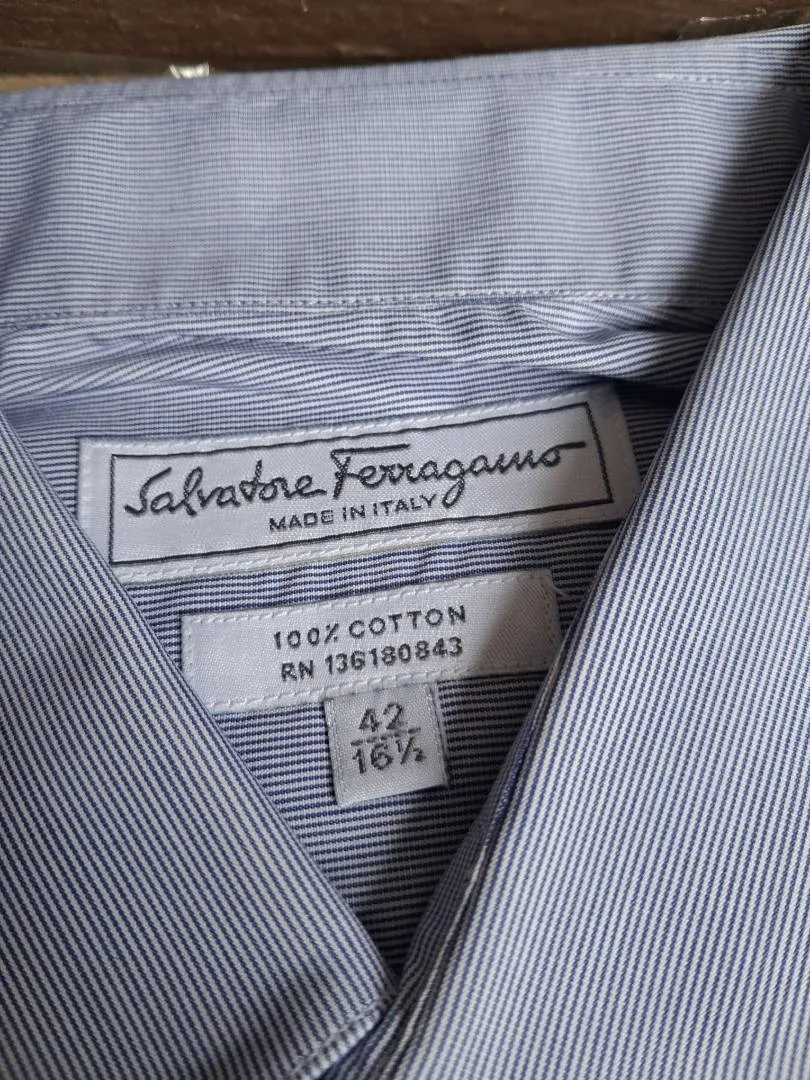 Salvatore Ferragamo
MADE IN ITALY
100% COTTON
RN 136180843
42
16½